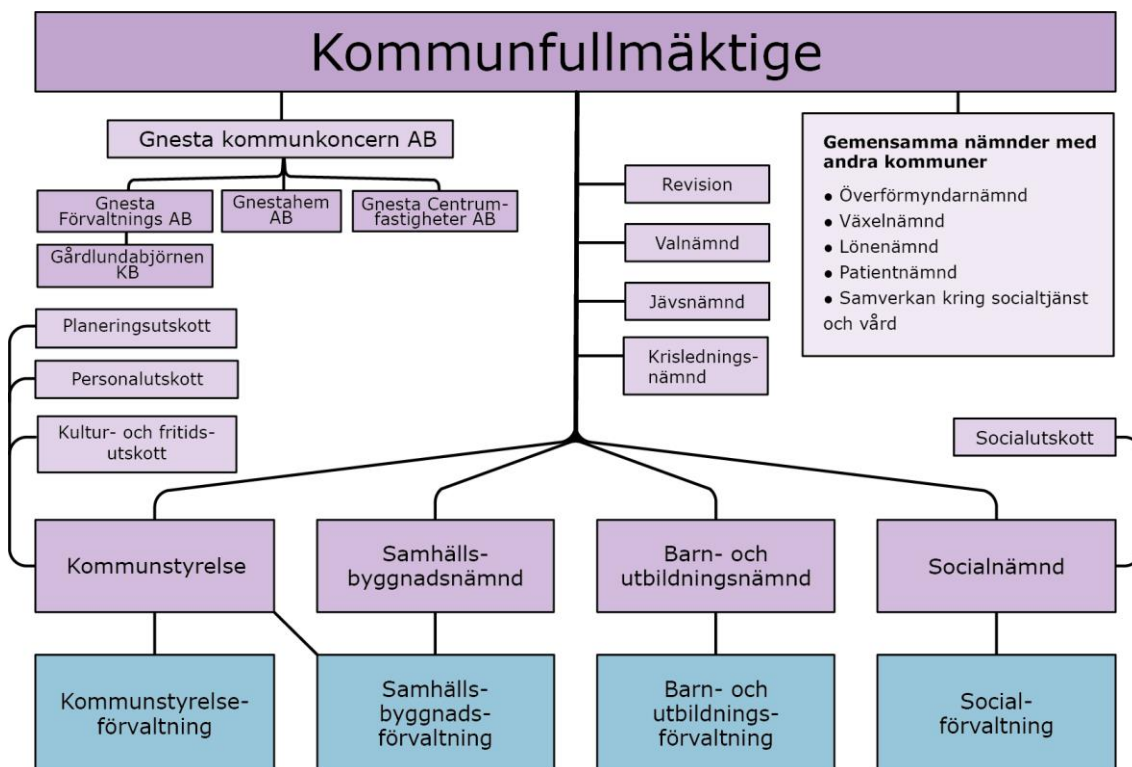 Kommunfullmäktige
Gnesta kommunkoncern AB
Gnesta
Förvaltnings AB
Gnestahem
AB
Gnesta Centrum-
fastigheter AB
Gårdlundabjörnen
KB
Revision
Valnämnd
Jävsnämnd
Krislednings-
nämnd
Gemensamma nämnder med
andra kommuner
● Överförmyndarnämnd
● Växelnämnd
● Lönenämnd
● Patientnämnd
● Samverkan kring socialtjänst
och vård
Planeringsutskott
Personalutskott
Kultur- och fritids-
utskott
Socialutskott
Kommunstyrelse
Samhälls-
byggnadsnämnd
Barn- och
utbildningsnämnd
Socialnämnd
Kommunstyrelse-
förvaltning
Samhälls-
byggnads-
förvaltning
Barn- och
utbildnings-
förvaltning
Social-
förvaltning